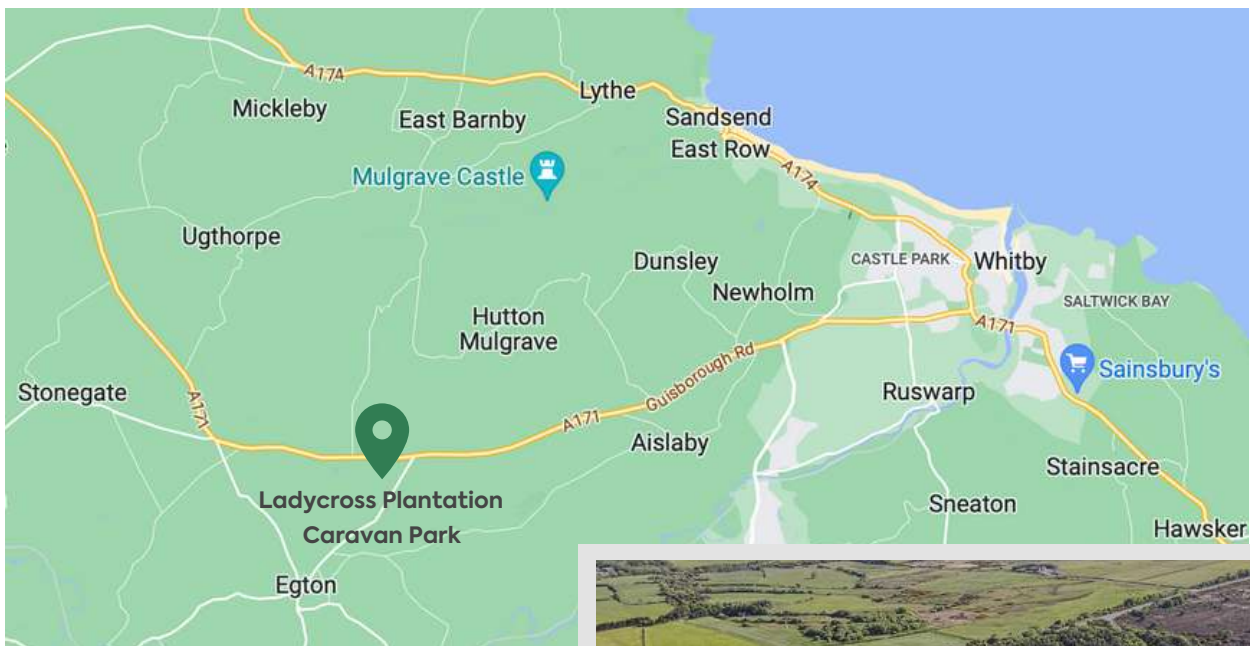 A174
Mickleby
East Barnby
Lythe
Sandsend
East Row
A174
Mulgrave Castle
Ugthorpe
Dunsley
Newholm
CASTLE PARK
Whitby
SALTWICK BAY
Hutton
Mulgrave
A171
Guisborough Rd
Sainsbury's
Stonegate
A171
A171
Ruswarp
Aislaby
Stainsacre
Ladycross Plantation
Caravan Park
Sneaton
Hawsker
Egton